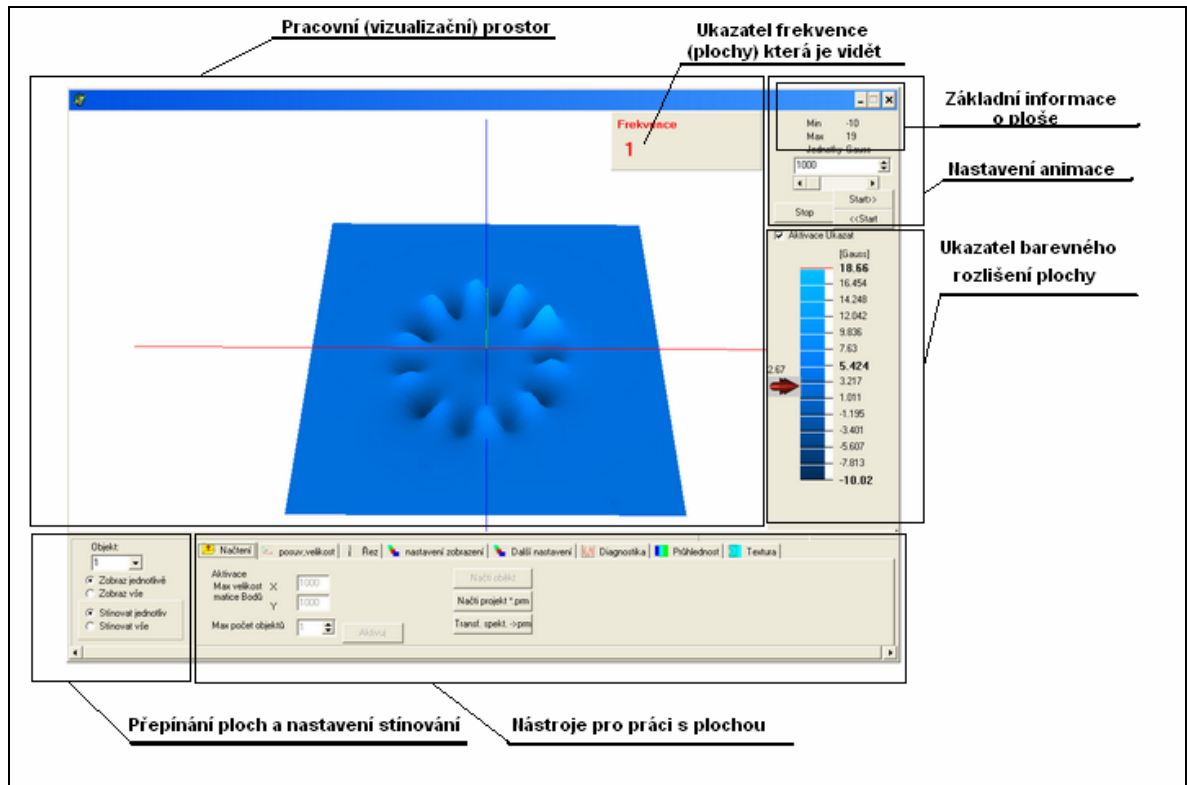 Pracovní (vizualizační) prostor
Ukazatel frekvence
(plochy) která je vidět
Základní informace
o ploše
Nastavení animace
Ukazatel barevného
rozlišení plochy
Frekvence
1
Min -10
Max 19
Jednotky Gauss
1000
Start>>
Stop
<<Start
Aktivace Ukazat
[Gauss]
18.66
16.454
14.248
12.042
9.836
7.63
5.424
3.217
1.011
-1.195
-3.401
-5.607
-7.813
-10.02
2.67
Objekt:
1
Zobraz jednotlivě
Zobraz vše
Stínovat jednotliv
Stínovat vše
Načtení
posuv,velikost
Řez
nastavení zobrazení
Další nastavení
Diagnostika
Průhlednost
Textura
Aktivace
Max velikost X 1000
matice Bodů
Y 1000
Max počet objektů 1
Aktivuj
Načti oběkt
Načti projekt *.prm
Transf. spekt. ->prm
Přepínání ploch a nastavení stínování
Nástroje pro práci s plochou